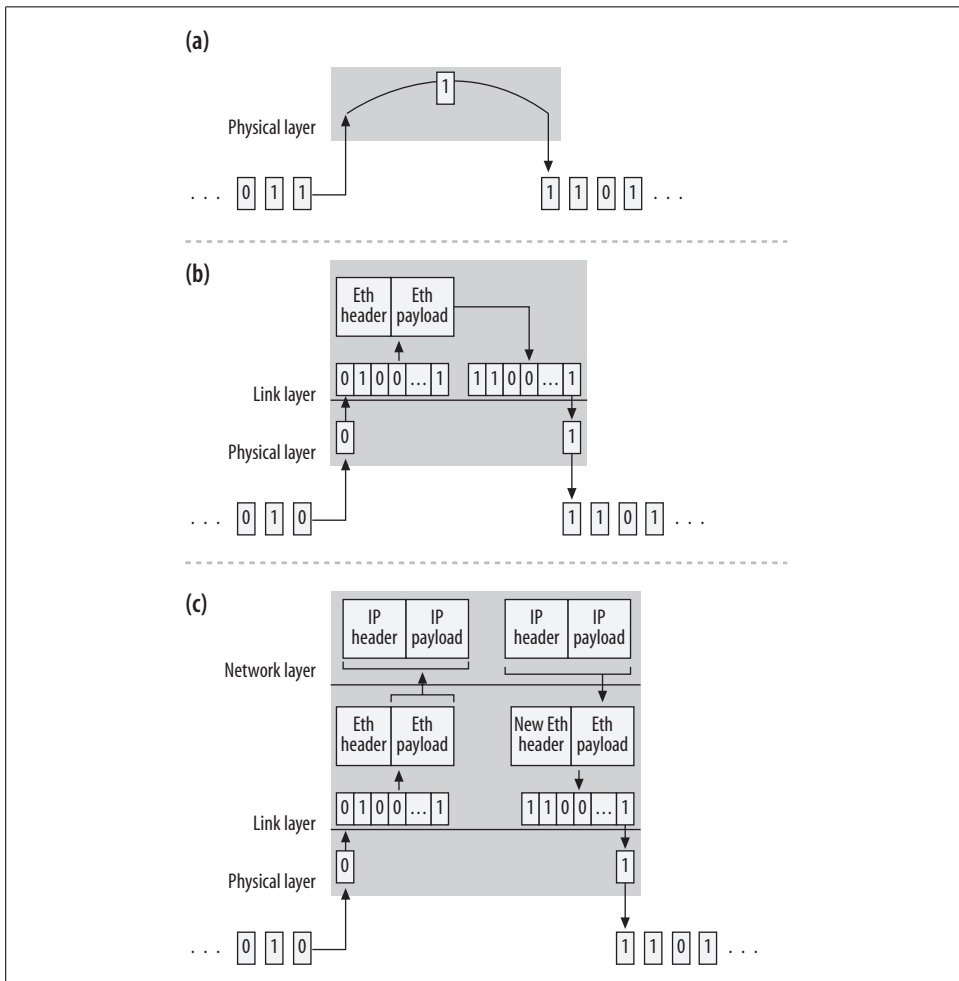 (a)
1
Physical layer
. . . 0 1 1
1 1 0 1 . . .
(b)
Eth header
Eth payload
0 1 0 0 ... 1
1 1 0 0 ... 1
Link layer
0
1
Physical layer
. . . 0 1 0
1 1 0 1 . . .
(c)
IP header
IP payload
IP header
IP payload
Network layer
Eth header
Eth payload
New Eth header
Eth payload
0 1 0 0 ... 1
1 1 0 0 ... 1
Link layer
0
1
Physical layer
. . . 0 1 0
1 1 0 1 . . .